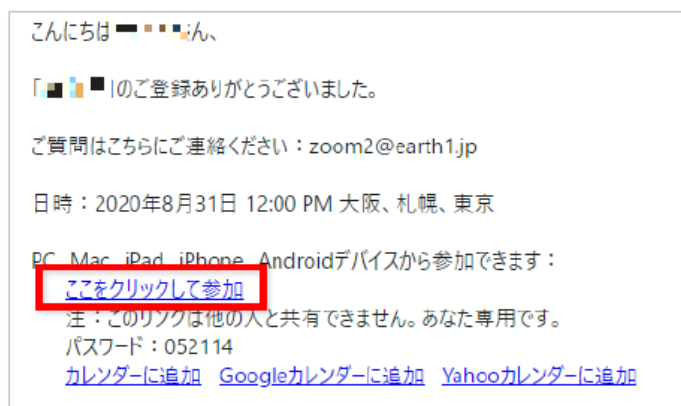 こんにちは さん、
「 」のご登録ありがとうございました。
ご質問はこちらにご連絡ください：zoom2@earth1.jp
日時：2020年8月31日 12:00 PM 大阪、札幌、東京
PC、Mac、iPad、iPhone、Androidデバイスから参加できます：
ここをクリックして参加
注：このリンクは他の人と共有できません。あなた専用です。
パスワード：052114
カレンダーに追加 Googleカレンダーに追加 Yahooカレンダーに追加